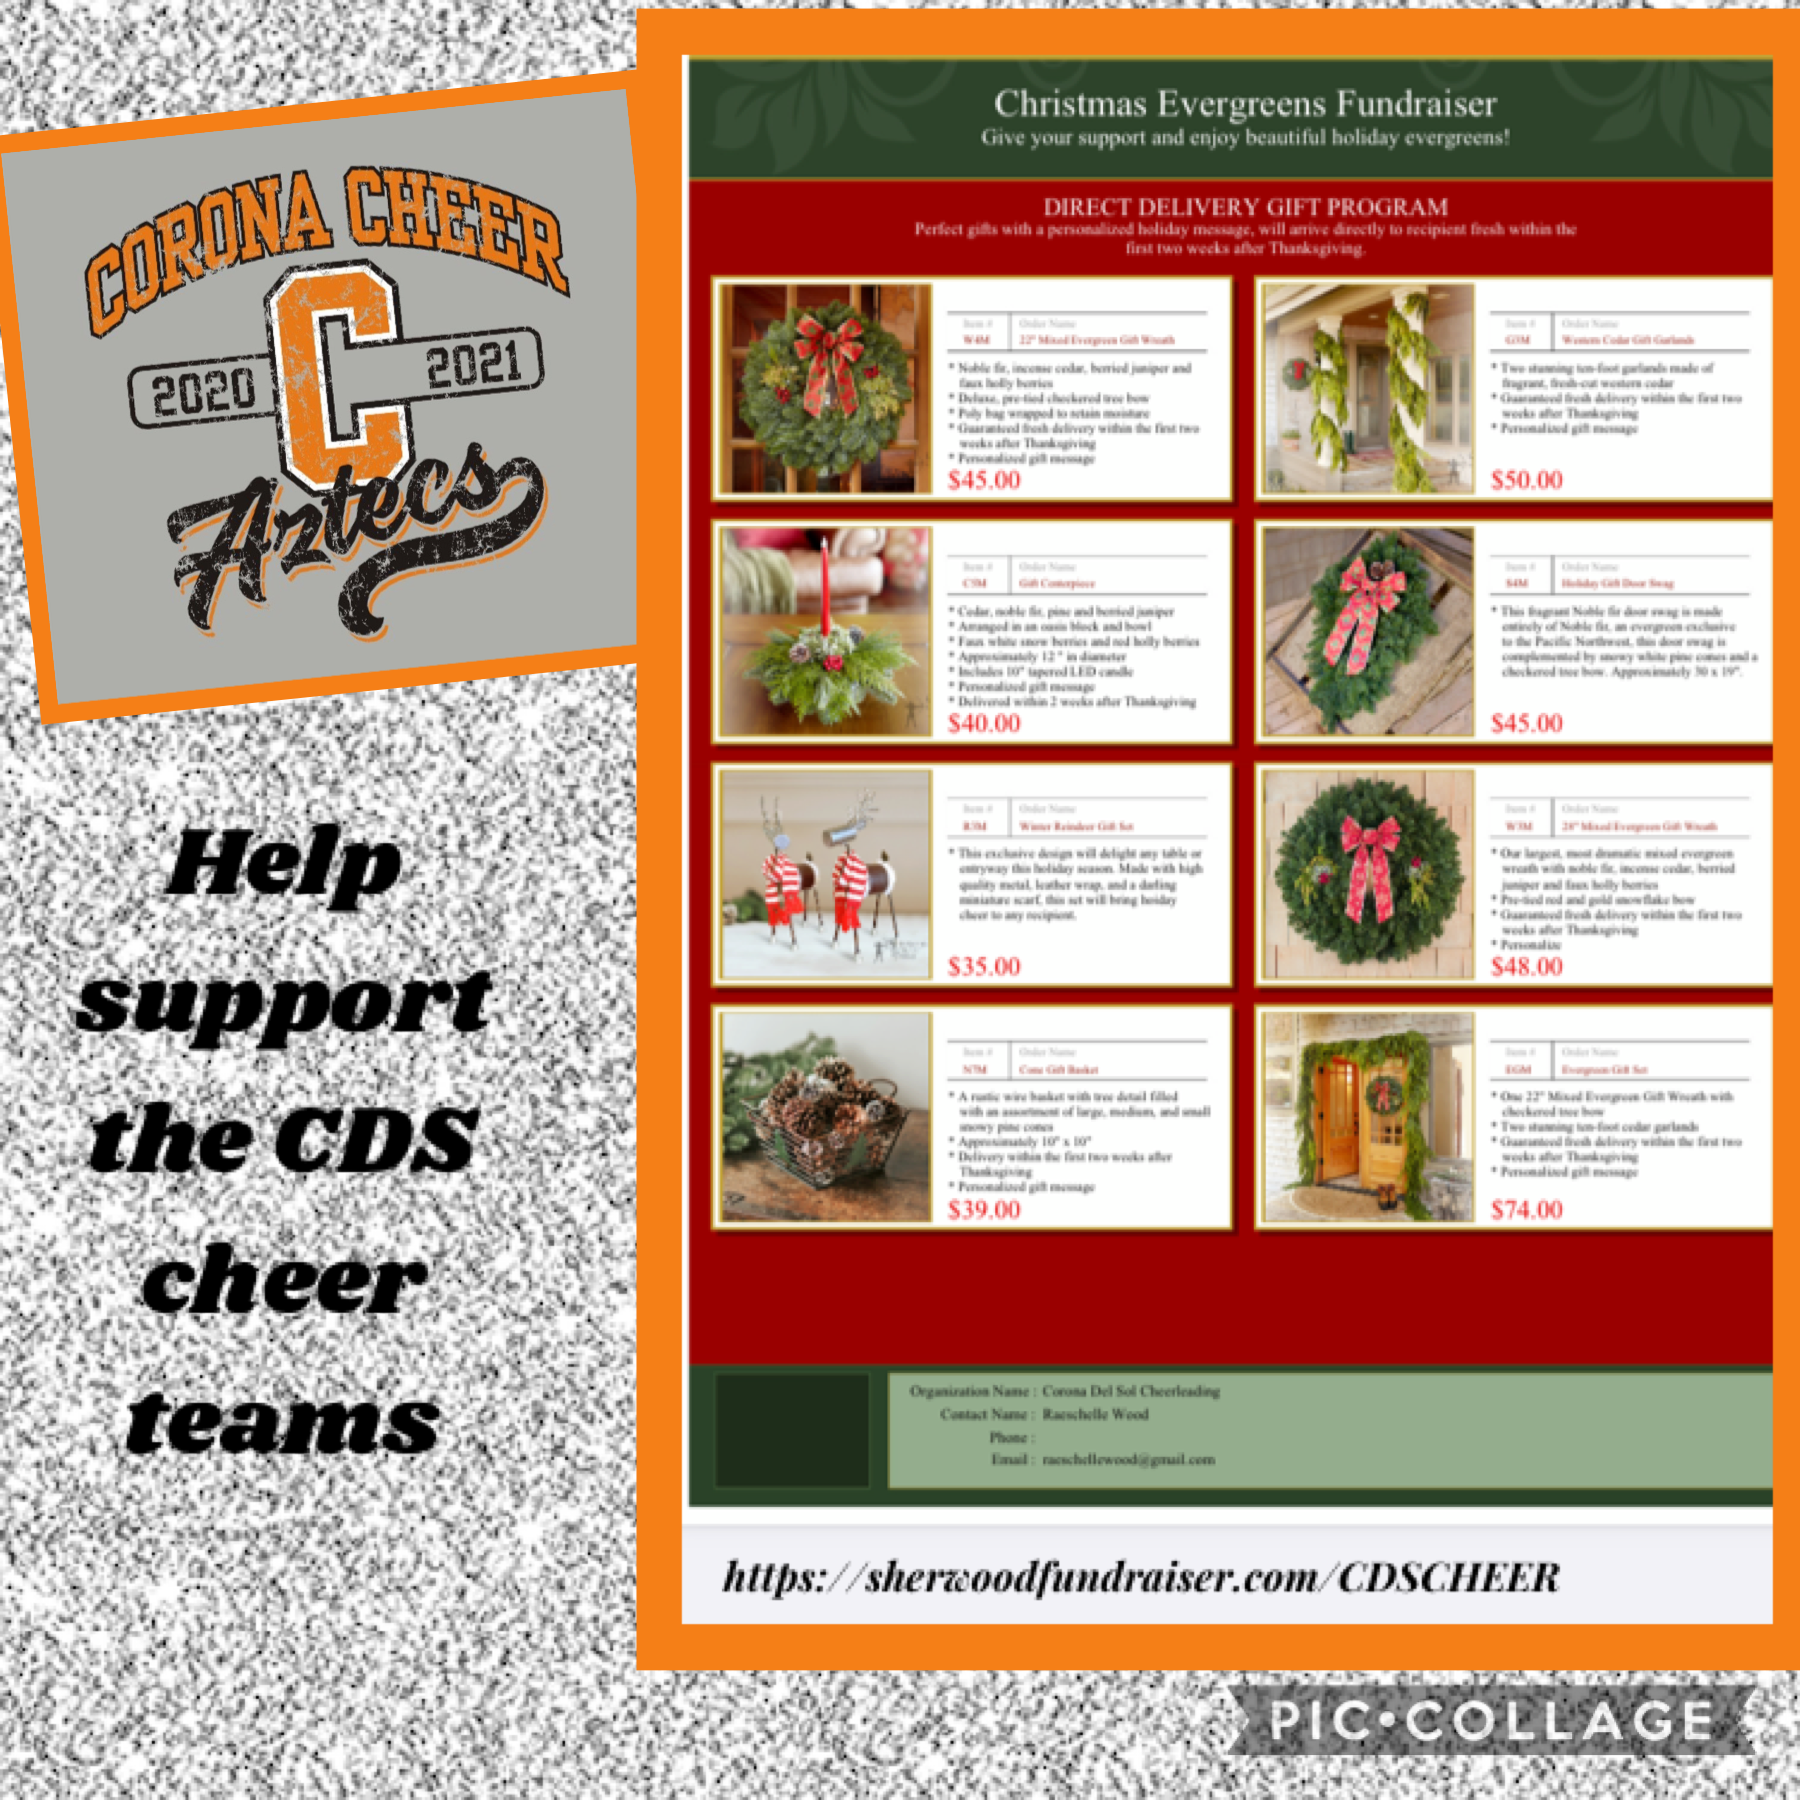 CORONA CHEER
C
2020 2021
Aztecs
Help
support
the CDS
cheer
teams
Christmas Evergreens Fundraiser
Give your support and enjoy beautiful holiday evergreens!
DIRECT DELIVERY GIFT PROGRAM
Perfect gifts with a personalized holiday message, will arrive directly to recipient fresh within the
first two weeks after Thanksgiving.
Item # Order Name
W4M 22" Mixed Evergreen Gift Wreath
* Noble fir, incense cedar, berried juniper and
faux holly berries
* Deluxe, pre-tied checkered tree bow
* Poly bag wrapped to retain moisture
* Guaranteed fresh delivery within the first two
weeks after Thanksgiving
* Personalized gift message
$45.00
Item # Order Name
G3M Western Cedar Gift Garlands
* Two stunning ten-foot garlands made of
fragrant, fresh-cut western cedar
* Guaranteed fresh delivery within the first two
weeks after Thanksgiving
* Personalized gift message
$50.00
Item # Order Name
C5M Gift Centerpiece
* Cedar, noble fir, pine and berried juniper
* Arranged in an oasis block and bowl
* Faux white snow berries and red holly berries
* Approximately 12 " in diameter
* Includes 10" tapered LED candle
* Personalized gift message
* Delivered within 2 weeks after Thanksgiving
$40.00
Item # Order Name
S4M Holiday Gift Door Swag
* This fragrant Noble fir door swag is made
entirely of Noble fir, an evergreen exclusive
to the Pacific Northwest, this door swag is
complemented by snowy white pine cones and a
checkered tree bow. Approximately 30 x 19".
$45.00
Item # Order Name
R3M Winter Reindeer Gift Set
* This exclusive design will delight any table or
entryway this holiday season. Made with high
quality metal, leather wrap, and a darling
miniature scarf, this set will bring hoiday
cheer to any recipient.
$35.00
Item # Order Name
W3M 28" Mixed Evergreen Gift Wreath
* Our largest, most dramatic mixed evergreen
wreath with noble fir, incense cedar, berried
juniper and faux holly berries
* Pre-tied red and gold snowflake bow
* Guaranteed fresh delivery within the first two
weeks after Thanksgiving
* Personalize
$48.00
Item # Order Name
N7M Cone Gift Basket
* A rustic wire basket with tree detail filled
with an assortment of large, medium, and small
snowy pine cones
* Approximately 10" x 10"
* Delivery within the first two weeks after
Thanksgiving
* Personalized gift message
$39.00
Item # Order Name
EGM Evergreen Gift Set
* One 22" Mixed Evergreen Gift Wreath with
checkered tree bow
* Two stunning ten-foot cedar garlands
* Guaranteed fresh delivery within the first two
weeks after Thanksgiving
* Personalized gift message
$74.00
Organization Name : Corona Del Sol Cheerleading
Contact Name : Raeschelle Wood
Phone :
Email : raeschellewood@gmail.com
https://sherwoodfundraiser.com/CDSCHEER
PIC•COLLAGE